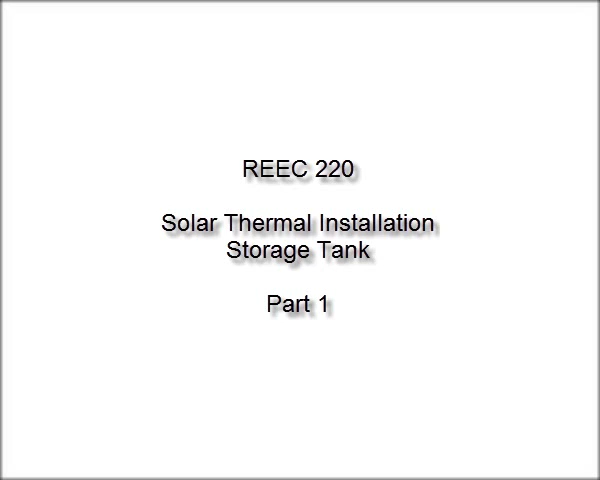 REEC 220
Solar Thermal Installation
Storage Tank
Part 1